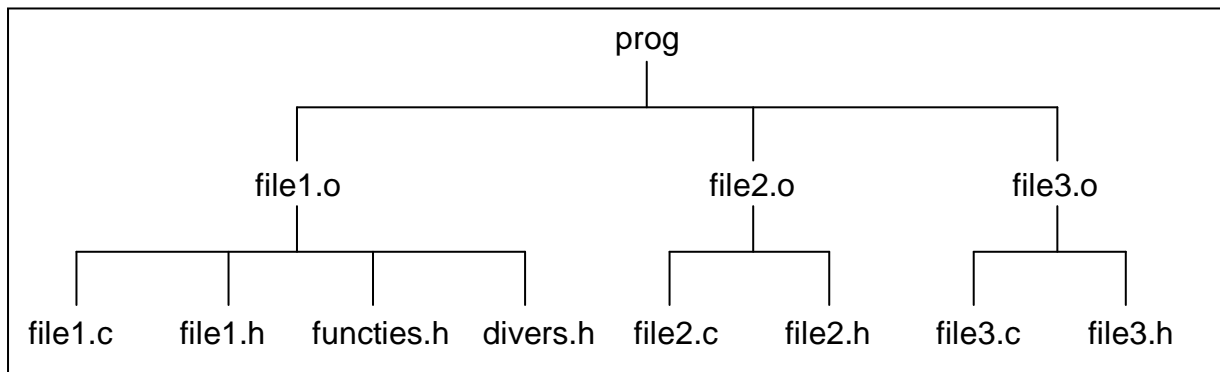 prog
file1.o file2.o file3.o
file1.c file1.h functies.h divers.h file2.c file2.h file3.c file3.h